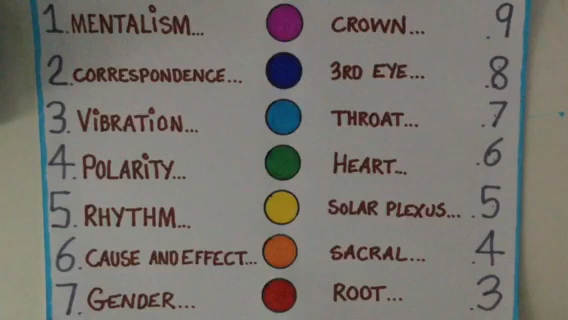 1. MENTALISM... CROWN... .9
2. CORRESPONDENCE... 3RD EYE... .8
3. VIBRATION... THROAT... .7
4. POLARITY... HEART... .6
5. RHYTHM... SOLAR PLEXUS... .5
6. CAUSE AND EFFECT... SACRAL... .4
7. GENDER... ROOT... .3